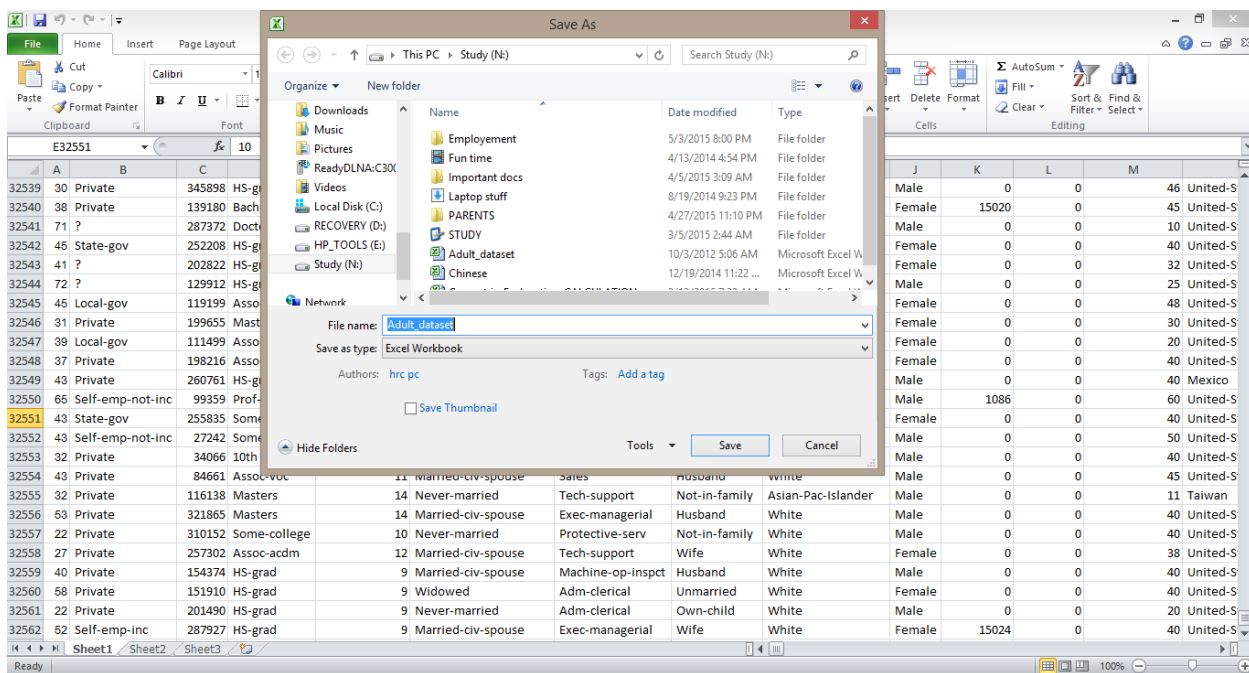 Save As
File Home Insert Page Layout
This PC Study (N:) Search Study (N:)
Cut
Copy
Paste
Format Painter
Clipboard
Calibri
B I U
Font
Insert Delete Format
Cells
Σ AutoSum
Fill
Clear
Sort & Find &
Filter Select
Editing
Organize New folder
Downloads
Music
Pictures
ReadyDLNA:C300
Videos
Local Disk (C:)
RECOVERY (D:)
HP_TOOLS (E:)
Study (N:)
Network
Name Date modified Type
Employement 5/3/2015 8:00 PM File folder
Fun time 4/13/2014 4:54 PM File folder
Important docs 4/5/2015 3:09 AM File folder
Laptop stuff 8/19/2014 9:23 PM File folder
PARENTS 4/27/2015 11:10 PM File folder
STUDY 3/5/2015 2:44 AM File folder
Adult_dataset 10/3/2012 5:06 AM Microsoft Excel W
Chinese 12/19/2014 11:22 ... Microsoft Excel W
File name: Adult_dataset
Save as type: Excel Workbook
Authors: hrc pc Tags: Add a tag
Save Thumbnail
Hide Folders Tools Save Cancel
E32551 fx 10
A B C J K L M
32539 30 Private 345898 HS-g Male 0 0 46 United-S
32540 38 Private 139180 Bach Female 15020 0 45 United-S
32541 71 ? 287372 Doct Male 0 0 10 United-S
32542 45 State-gov 252208 HS-g Female 0 0 40 United-S
32543 41 ? 202822 HS-g Female 0 0 32 United-S
32544 72 ? 129912 HS-g Male 0 0 25 United-S
32545 45 Local-gov 119199 Asso Female 0 0 48 United-S
32546 31 Private 199655 Mast Female 0 0 30 United-S
32547 39 Local-gov 111499 Asso Female 0 0 20 United-S
32548 37 Private 198216 Asso Female 0 0 40 United-S
32549 43 Private 260761 HS-g Male 0 0 40 Mexico
32550 65 Self-emp-not-inc 99359 Prof- Male 1086 0 60 United-S
32551 43 State-gov 255835 Some Female 0 0 40 United-S
32552 43 Self-emp-not-inc 27242 Some Male 0 0 50 United-S
32553 32 Private 34066 10th Male 0 0 40 United-S
32554 43 Private 84661 Assoc-voc 11 Married-civ-spouse Sales Husband White Male 0 0 45 United-S
32555 32 Private 116138 Masters 14 Never-married Tech-support Not-in-family Asian-Pac-Islander Male 0 0 11 Taiwan
32556 53 Private 321865 Masters 14 Married-civ-spouse Exec-managerial Husband White Male 0 0 40 United-S
32557 22 Private 310152 Some-college 10 Never-married Protective-serv Not-in-family White Male 0 0 40 United-S
32558 27 Private 257302 Assoc-acdm 12 Married-civ-spouse Tech-support Wife White Female 0 0 38 United-S
32559 40 Private 154374 HS-grad 9 Married-civ-spouse Machine-op-inspct Husband White Male 0 0 40 United-S
32560 58 Private 151910 HS-grad 9 Widowed Adm-clerical Unmarried White Female 0 0 40 United-S
32561 22 Private 201490 HS-grad 9 Never-married Adm-clerical Own-child White Male 0 0 20 United-S
32562 52 Self-emp-inc 287927 HS-grad 9 Married-civ-spouse Exec-managerial Wife White Female 15024 0 40 United-S
Sheet1 Sheet2 Sheet3
Ready 100%